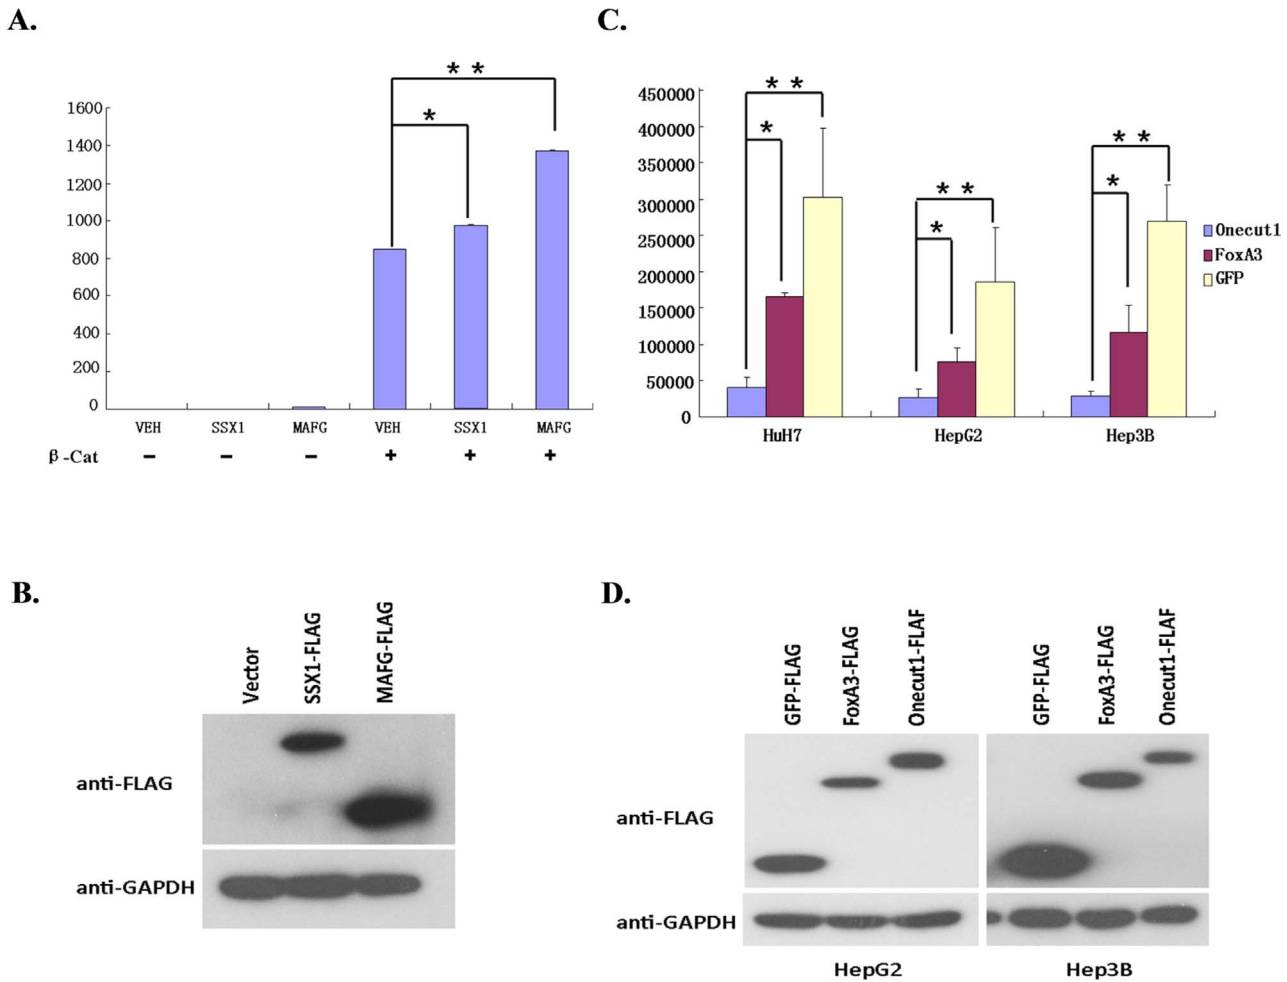 A.
* *
*
1600
1400
1200
1000
800
600
400
200
0
VEH SSX1 MAFG VEH SSX1 MAFG
β-Cat − − − + + +
C.
450000
400000
350000
300000
250000
200000
150000
100000
50000
0
* *
*
* *
*
* *
*
HuH7 HepG2 Hep3B
Onecut1
FoxA3
GFP
B.
Vector
SSX1-FLAG
MAFG-FLAG
anti-FLAG
anti-GAPDH
D.
GFP-FLAG
FoxA3-FLAG
Onecut1-FLAF
GFP-FLAG
FoxA3-FLAG
Onecut1-FLAF
anti-FLAG
anti-GAPDH
HepG2 Hep3B